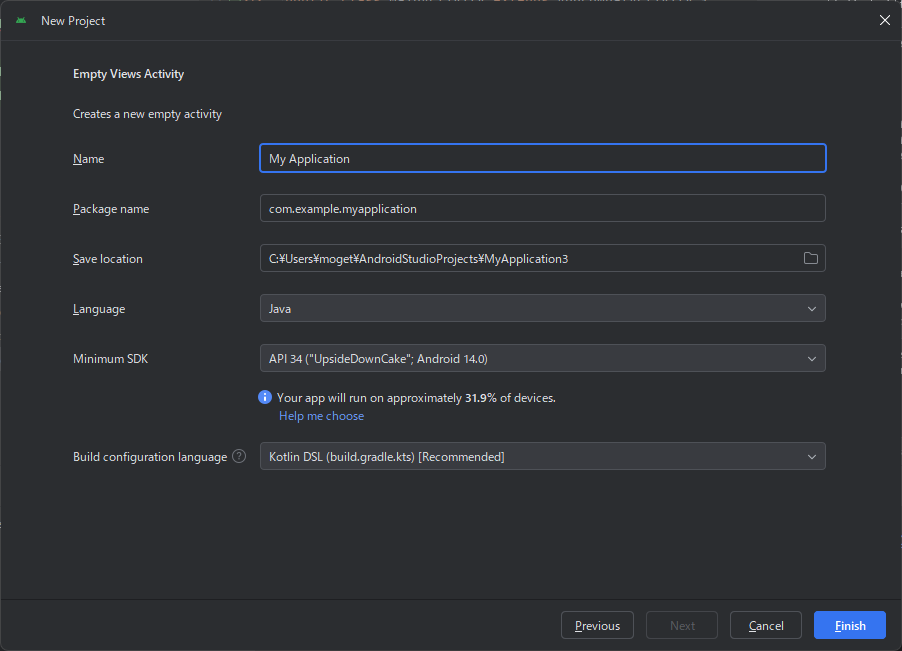 New Project
Empty Views Activity
Creates a new empty activity
Name My Application
Package name com.example.myapplication
Save location C:¥Users¥moget¥AndroidStudioProjects¥MyApplication3
Language Java
Minimum SDK API 34 ("UpsideDownCake"; Android 14.0)
Your app will run on approximately 31.9% of devices.
Help me choose
Build configuration language ? Kotlin DSL (build.gradle.kts) [Recommended]
Previous Next Cancel Finish